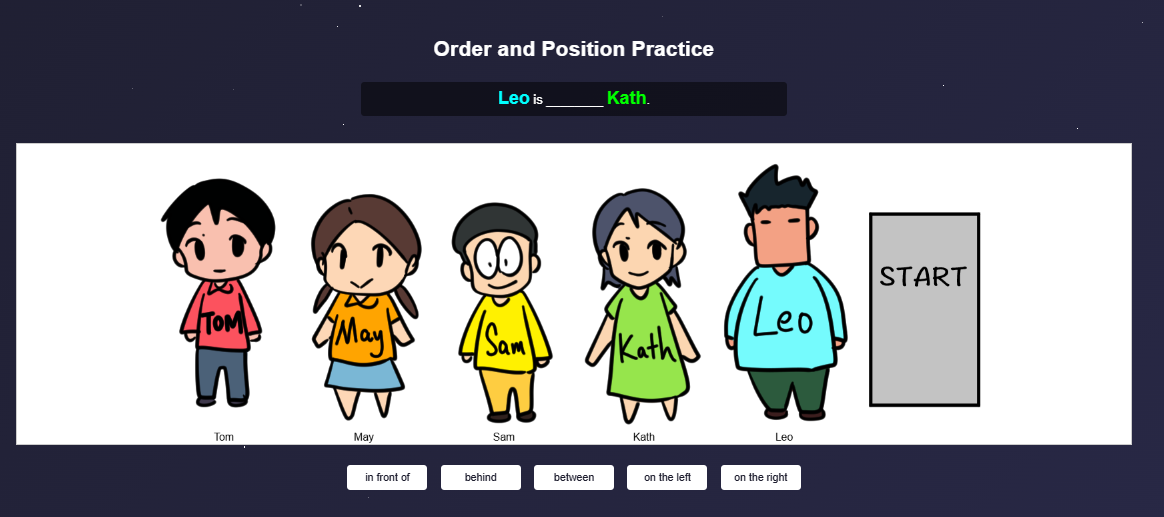 Order and Position Practice
Leo is ________ Kath.
TOM May Sam Kath Leo START
Tom May Sam Kath Leo
in front of behind between on the left on the right